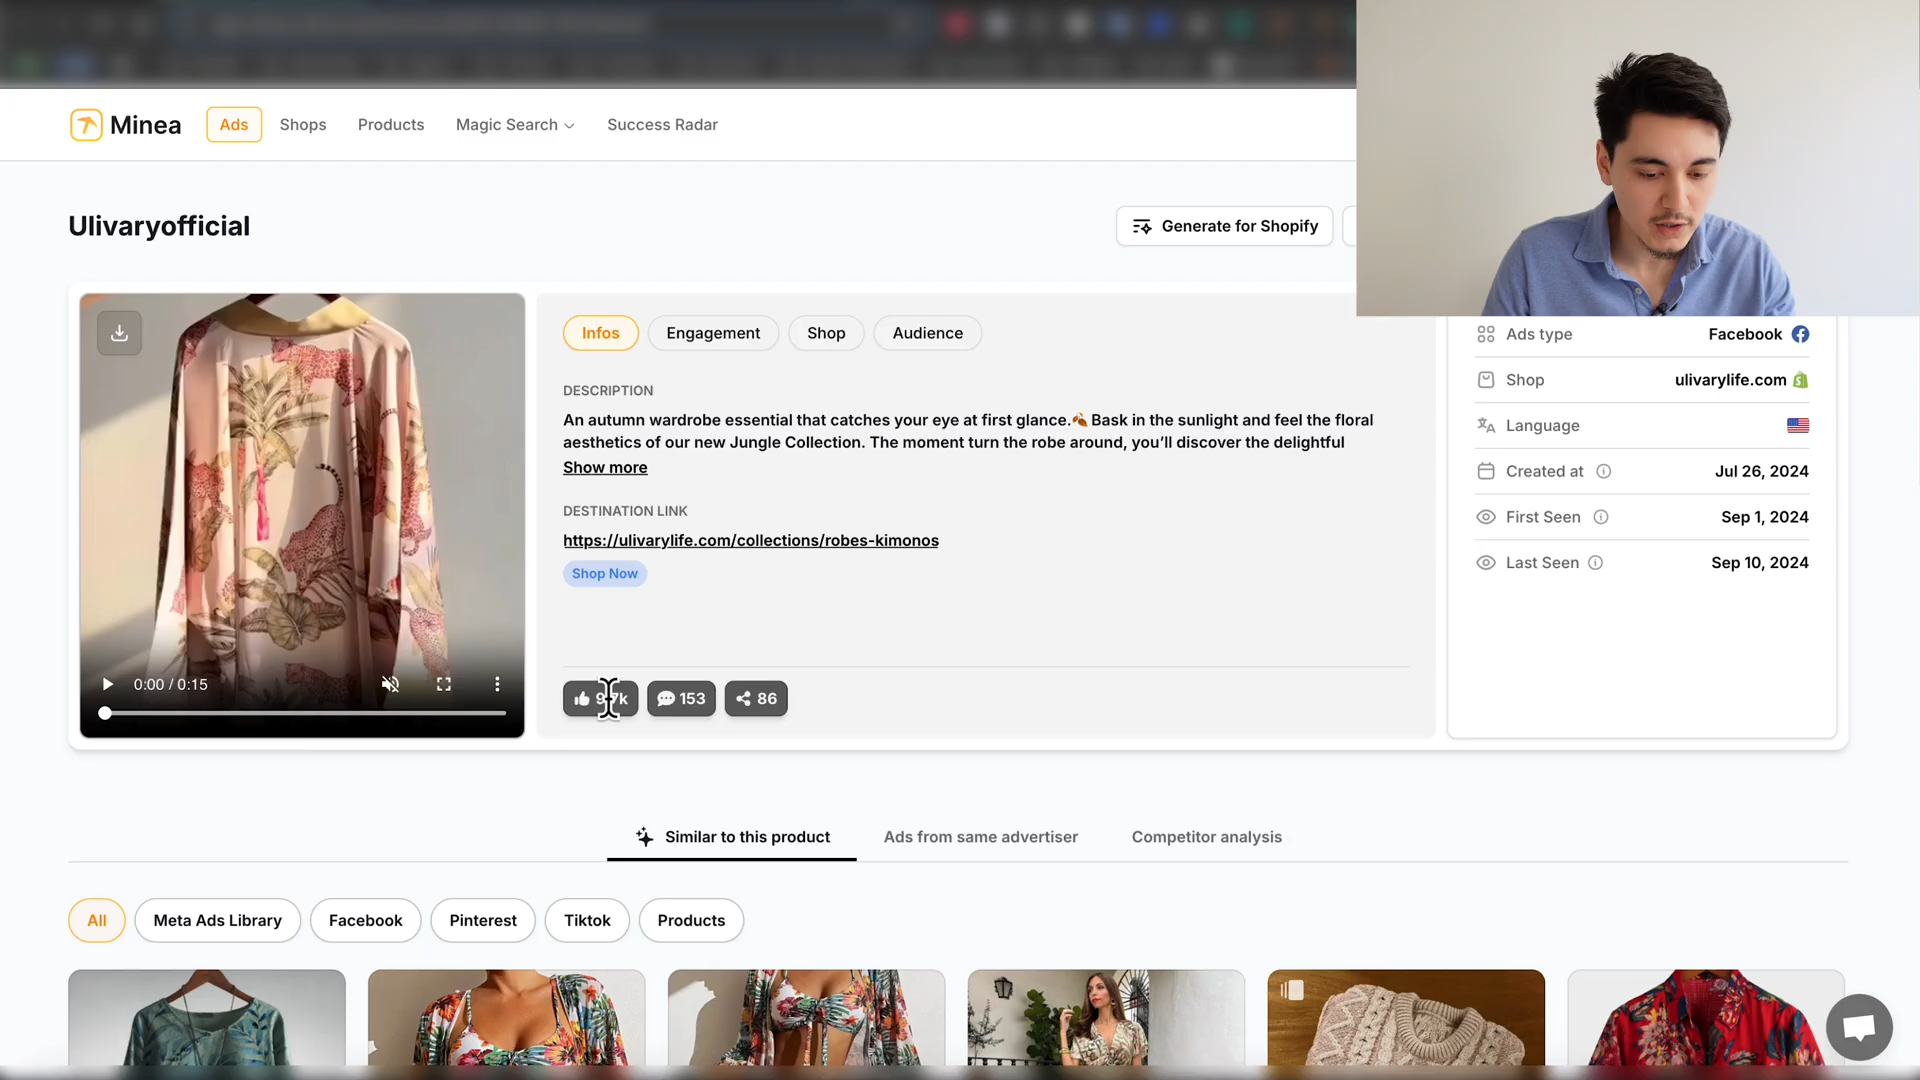 Minea
Ads
Shops
Products
Magic Search
Success Radar
Ulivaryofficial
Generate for Shopify
Infos
Engagement
Shop
Audience
DESCRIPTION
An autumn wardrobe essential that catches your eye at first glance.🍂 Bask in the sunlight and feel the floral
aesthetics of our new Jungle Collection. The moment turn the robe around, you’ll discover the delightful
Show more
DESTINATION LINK
https://ulivarylife.com/collections/robes-kimonos
Shop Now
0:00 / 0:15
153
86
Ads type
Facebook
Shop
ulivarylife.com
Language
Created at
Jul 26, 2024
First Seen
Sep 1, 2024
Last Seen
Sep 10, 2024
Similar to this product
Ads from same advertiser
Competitor analysis
All
Meta Ads Library
Facebook
Pinterest
Tiktok
Products